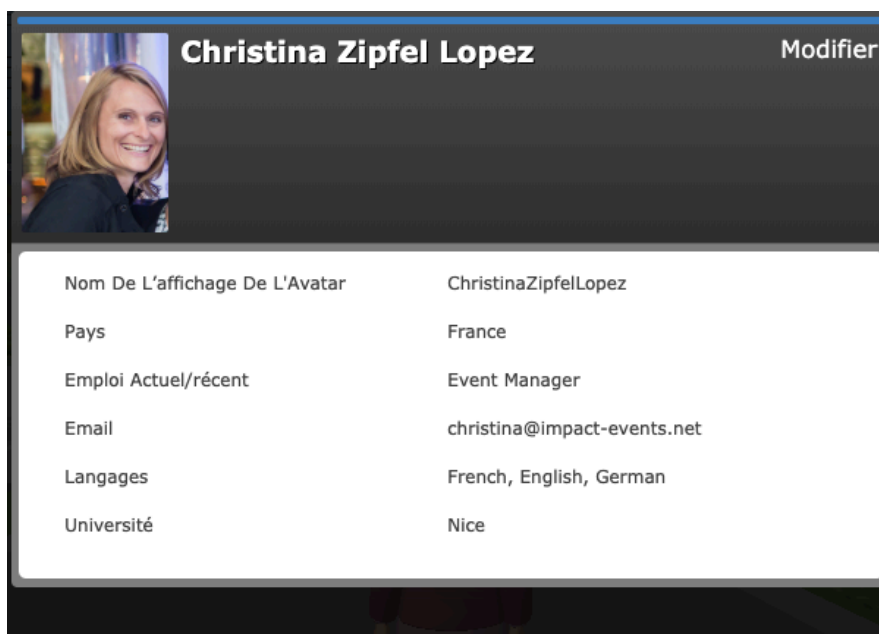 Christina Zipfel Lopez
Modifier
Nom De L’affichage De L'Avatar ChristinaZipfelLopez
Pays France
Emploi Actuel/récent Event Manager
Email christina@impact-events.net
Langages French, English, German
Université Nice